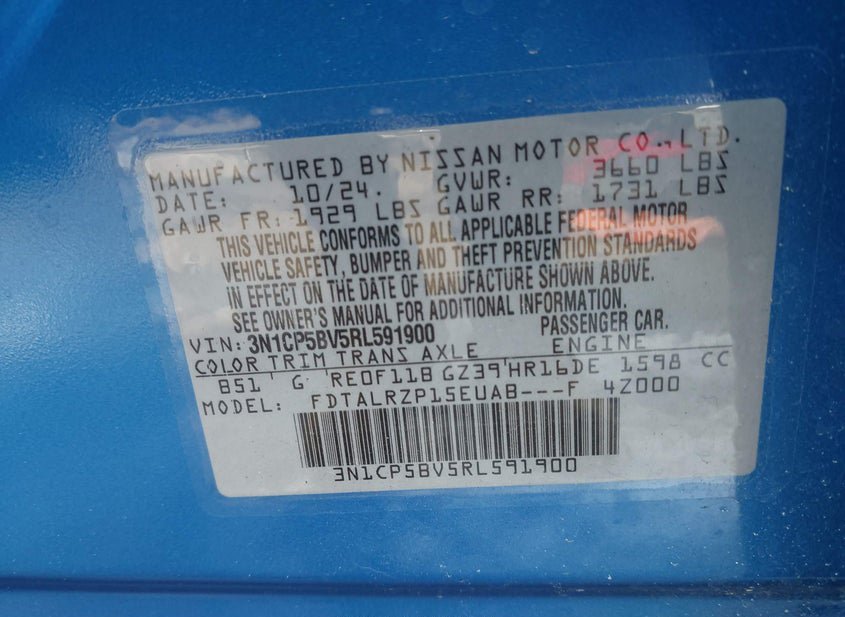 MANUFACTURED BY NISSAN MOTOR CO., LTD.
DATE: 10/24. GVWR: 3660 LBS
GAWR FR: 1929 LBS GAWR RR: 1731 LBS
THIS VEHICLE CONFORMS TO ALL APPLICABLE FEDERAL MOTOR
VEHICLE SAFETY, BUMPER AND THEFT PREVENTION STANDARDS
IN EFFECT ON THE DATE OF MANUFACTURE SHOWN ABOVE.
SEE OWNER'S MANUAL FOR ADDITIONAL INFORMATION.
VIN: 3N1CP5BV5RL591900 PASSENGER CAR.
COLOR TRIM TRANS AXLE ENGINE
B51 G RE0F11B GZ39 HR16DE 1598 CC
MODEL: FDTALRZP15EUAB---F 4Z000
3N1CP5BV5RL591900